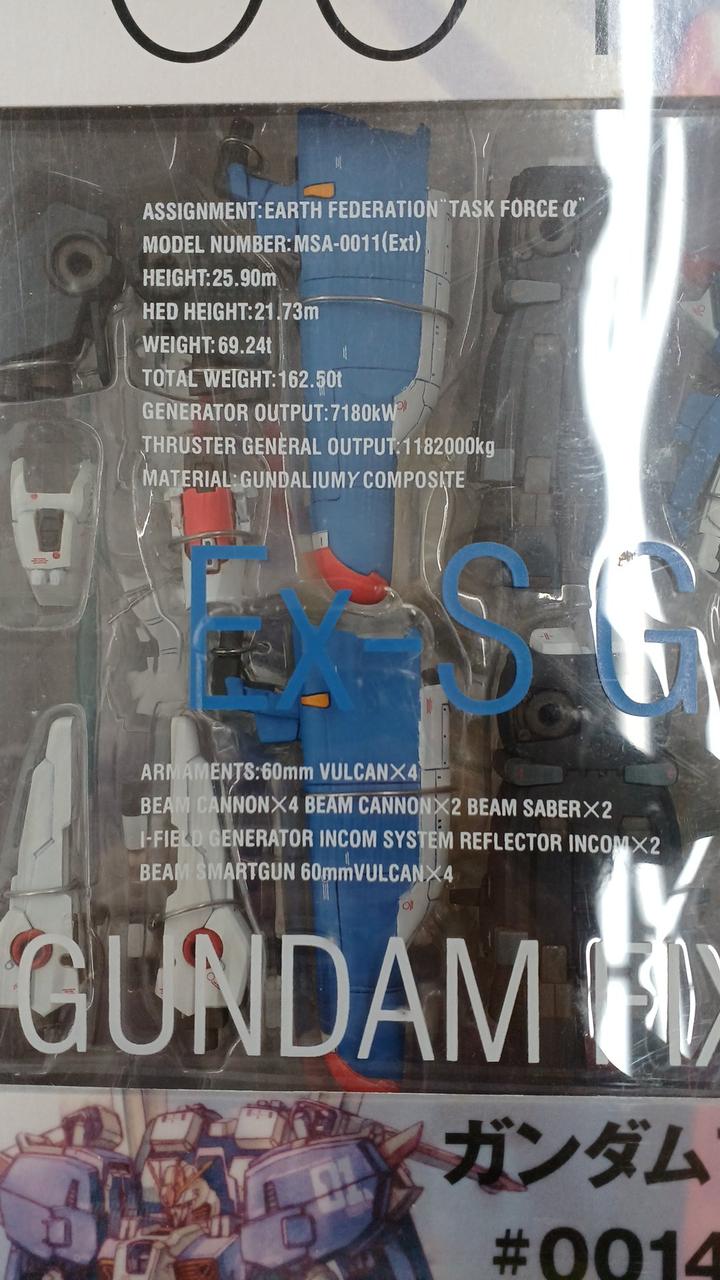 ASSIGNMENT:EARTH FEDERATION "TASK FORCE α"
MODEL NUMBER:MSA-0011(Ext)
HEIGHT:25.90m
HED HEIGHT:21.73m
WEIGHT:69.24t
TOTAL WEIGHT:162.50t
GENERATOR OUTPUT:7180kW
THRUSTER GENERAL OUTPUT:1182000kg
MATERIAL:GUNDALIUMγ COMPOSITE
Ex-S G
ARMAMENTS:60mm VULCAN×4
BEAM CANNON×4 BEAM CANNON×2 BEAM SABER×2
I-FIELD GENERATOR INCOM SYSTEM REFLECTOR INCOM×2
BEAM SMARTGUN 60mmVULCAN×4
GUNDAM FIX
01
ガンダム
#0014